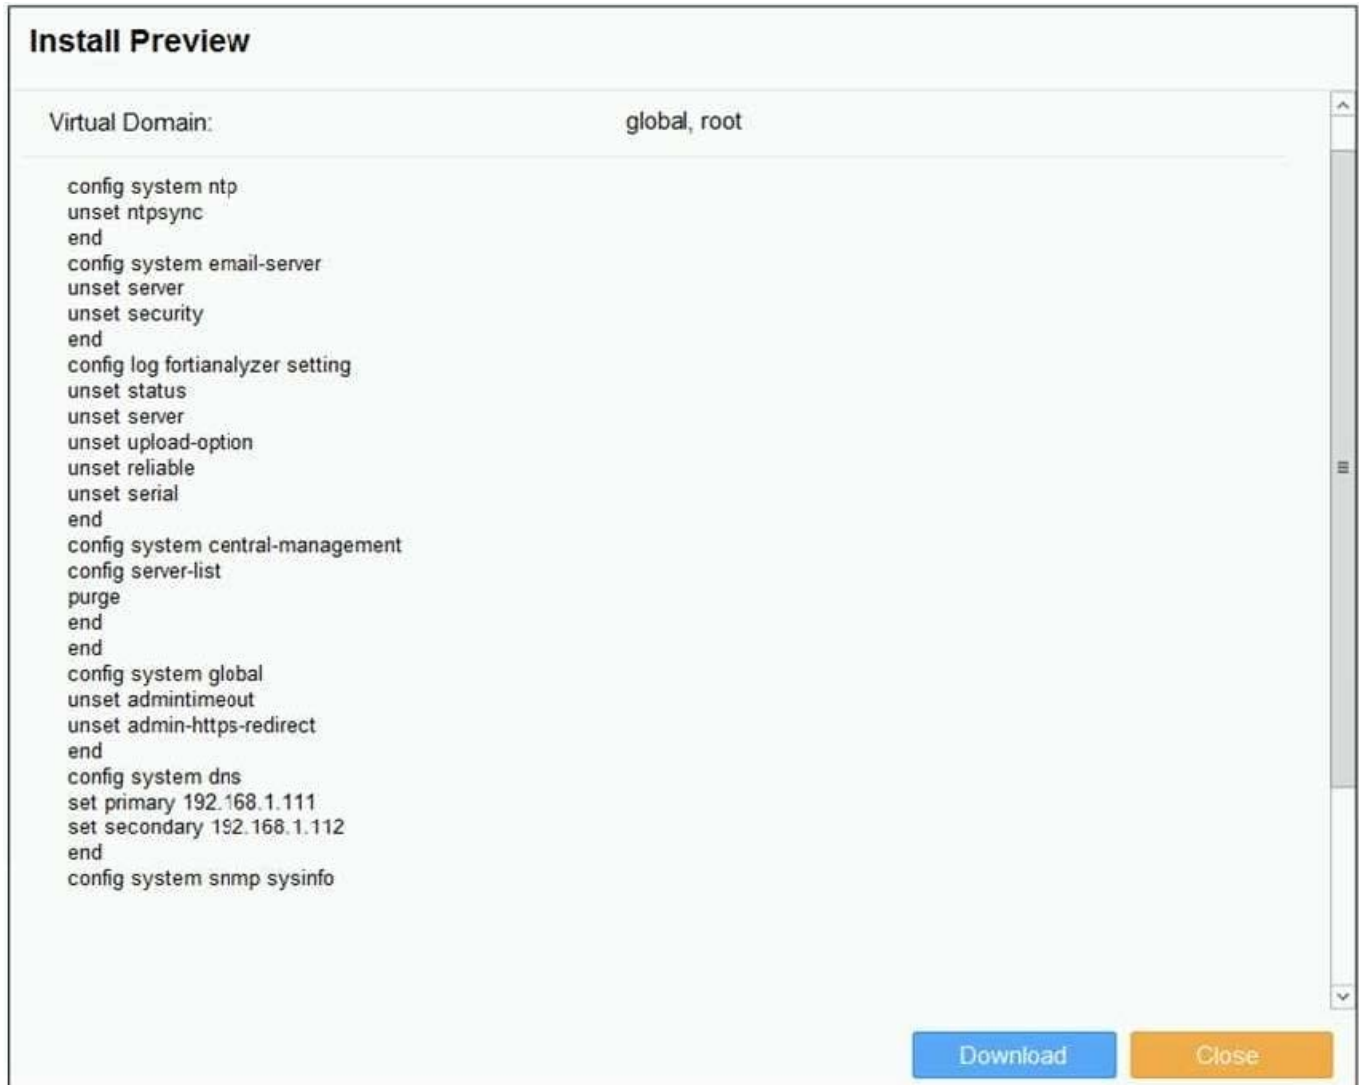 Install Preview
Virtual Domain: global, root
config system ntp
unset ntpsync
end
config system email-server
unset server
unset security
end
config log fortianalyzer setting
unset status
unset server
unset upload-option
unset reliable
unset serial
end
config system central-management
config server-list
purge
end
end
config system global
unset admintimeout
unset admin-https-redirect
end
config system dns
set primary 192.168.1.111
set secondary 192.168.1.112
end
config system snmp sysinfo
Download Close